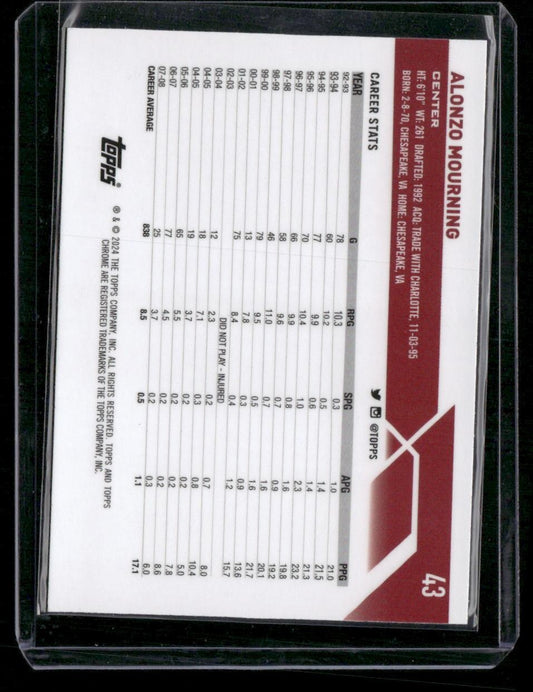 ALONZO MOURNING
CENTER
43
HT: 6'10" WT: 261 DRAFTED: 1992 ACQ: TRADE WITH CHARLOTTE, 11-03-95
BORN: 2-8-70, CHESAPEAKE, VA HOME: CHESAPEAKE, VA
CAREER STATS @TOPPS
YEAR G RPG SPG APG PPG
92-93 78 10.3 0.3 1.0 21.0
93-94 60 10.2 0.5 1.4 21.5
94-95 77 9.9 0.6 1.4 21.3
95-96 70 10.4 1.0 2.3 23.2
96-97 66 9.9 0.8 1.6 19.8
97-98 58 9.6 0.7 0.9 19.2
98-99 46 11.0 0.7 1.6 20.1
99-00 79 9.5 0.5 1.6 21.7
00-01 13 7.8 0.3 0.9 13.6
01-02 75 8.4 0.4 1.2 15.7
02-03 DID NOT PLAY - INJURED
03-04 12 2.3 0.2 0.7 8.0
04-05 18 7.1 0.3 0.8 10.4
04-05 19 3.7 0.2 0.2 5.0
05-06 65 5.5 0.2 0.2 7.8
06-07 77 4.5 0.2 0.2 8.6
07-08 25 3.7 0.2 0.3 6.0
CAREER AVERAGE 838 8.5 0.5 1.1 17.1
topps
® & © 2024 THE TOPPS COMPANY, INC. ALL RIGHTS RESERVED. TOPPS AND TOPPS
CHROME ARE REGISTERED TRADEMARKS OF THE TOPPS COMPANY, INC.